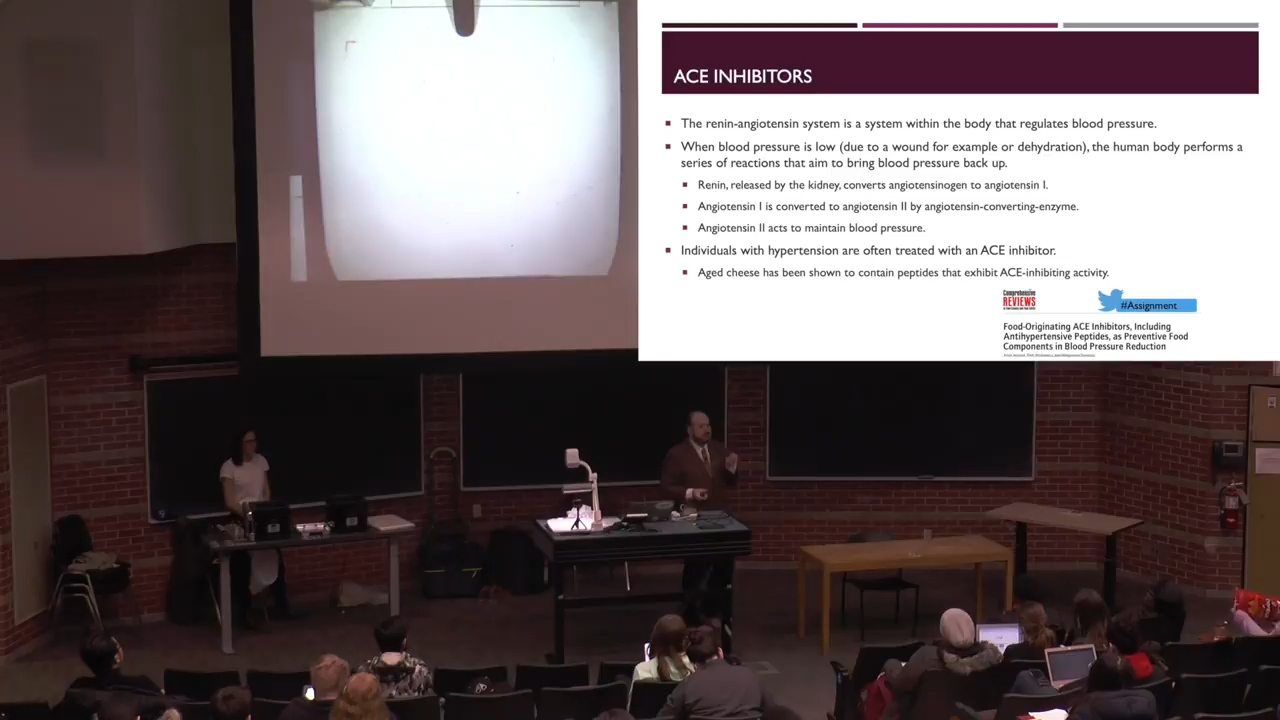 ACE INHIBITORS
The renin-angiotensin system is a system within the body that regulates blood pressure.
When blood pressure is low (due to a wound for example or dehydration), the human body performs a
series of reactions that aim to bring blood pressure back up.
Renin, released by the kidney, converts angiotensinogen to angiotensin I.
Angiotensin I is converted to angiotensin II by angiotensin-converting-enzyme.
Angiotensin II acts to maintain blood pressure.
Individuals with hypertension are often treated with an ACE inhibitor.
Aged cheese has been shown to contain peptides that exhibit ACE-inhibiting activity.
Comprehensive
REVIEWS
#Assignment
Food-Originating ACE Inhibitors, Including
Antihypertensive Peptides, as Preventive Food
Components in Blood Pressure Reduction